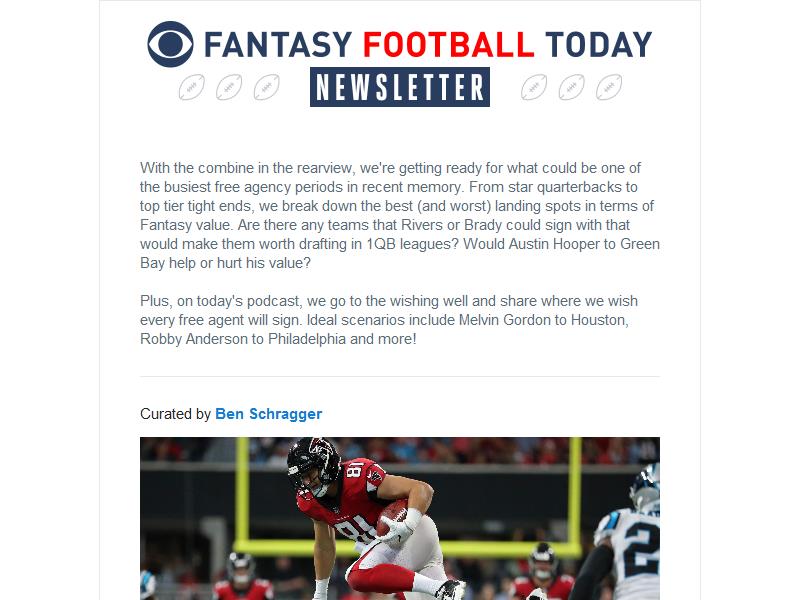 FANTASY FOOTBALL TODAY
NEWSLETTER
With the combine in the rearview, we're getting ready for what could be one of
the busiest free agency periods in recent memory. From star quarterbacks to
top tier tight ends, we break down the best (and worst) landing spots in terms of
Fantasy value. Are there any teams that Rivers or Brady could sign with that
would make them worth drafting in 1QB leagues? Would Austin Hooper to Green
Bay help or hurt his value?
Plus, on today's podcast, we go to the wishing well and share where we wish
every free agent will sign. Ideal scenarios include Melvin Gordon to Houston,
Robby Anderson to Philadelphia and more!
Curated by Ben Schragger
81
81
2